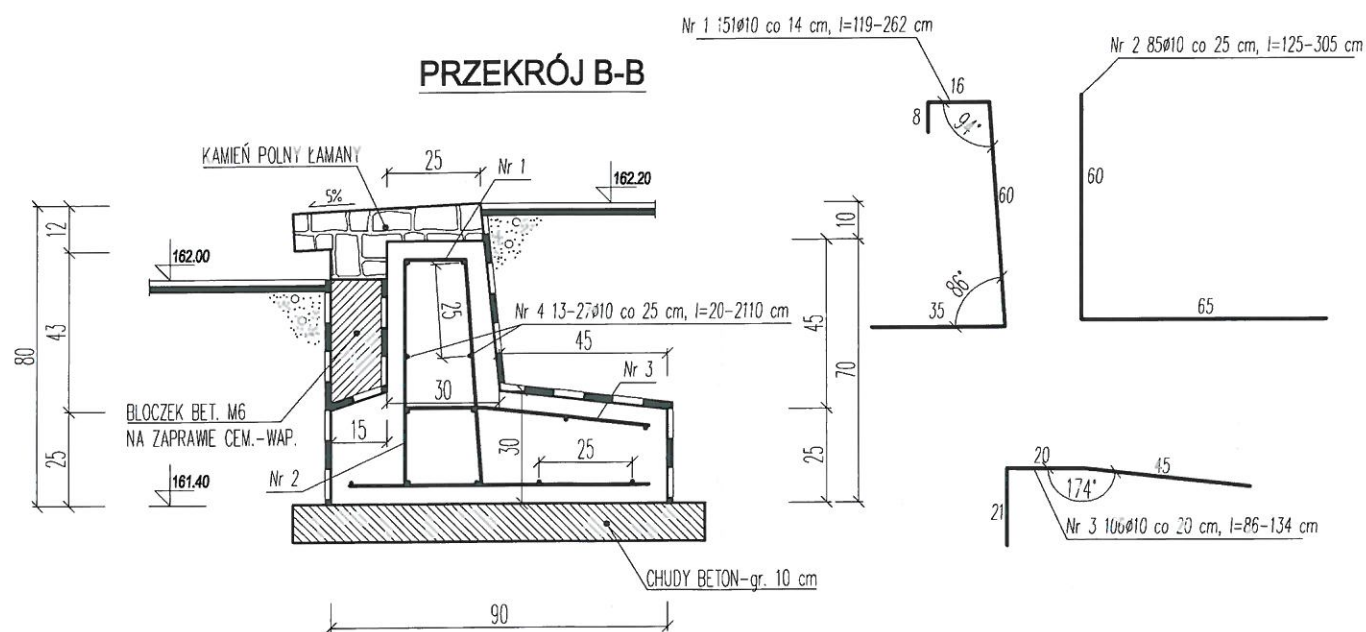 PRZEKRÓJ B-B
Nr 1 151ø10 co 14 cm, l=119-262 cm
Nr 2 85ø10 co 25 cm, l=125-305 cm
16
8
94°
60
86°
35
60
65
KAMIEŃ POLNY ŁAMANY
25
Nr 1
162.20
5%
12
10
162.00
43
80
25
Nr 4 13-27ø10 co 25 cm, l=20-2110 cm
45
45
70
Nr 3
30
BLOCZEK BET. M6
NA ZAPRAWIE CEM.-WAP.
15
30
25
25
25
Nr 2
161.40
20
45
174°
21
Nr 3 106ø10 co 20 cm, l=86-134 cm
CHUDY BETON-gr. 10 cm
90